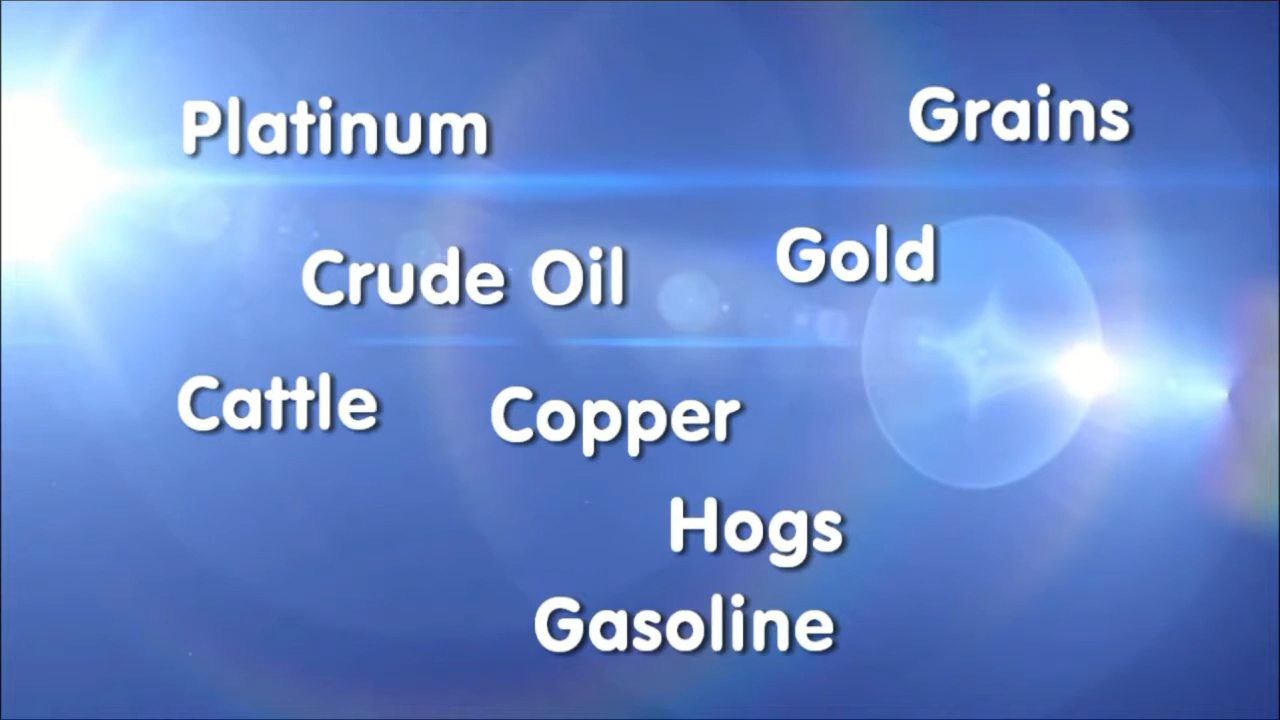 Platinum
Grains
Crude Oil
Gold
Cattle
Copper
Hogs
Gasoline